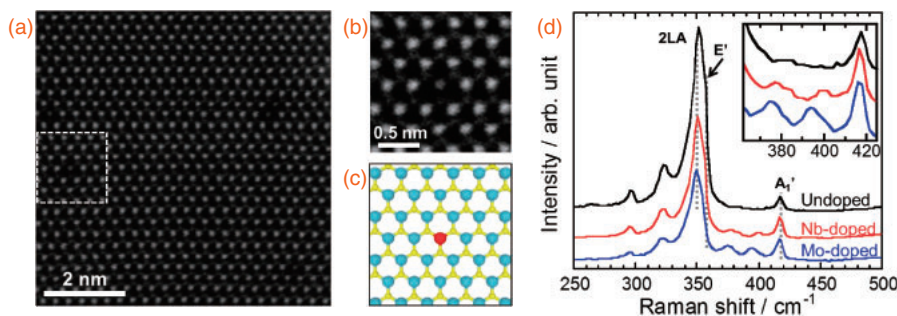 (a)
2 nm
(b)
0.5 nm
(c)
(d)
Intensity / arb. unit
2LA
E'
A₁'
Undoped
Nb-doped
Mo-doped
380 400 420
250 300 350 400 450 500
Raman shift / cm⁻¹